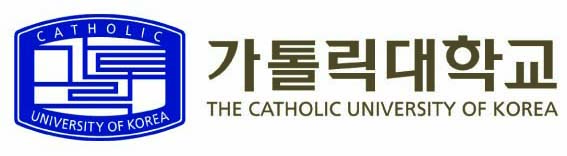 CATHOLIC
UNIVERSITY OF KOREA
가톨릭대학교
THE CATHOLIC UNIVERSITY OF KOREA